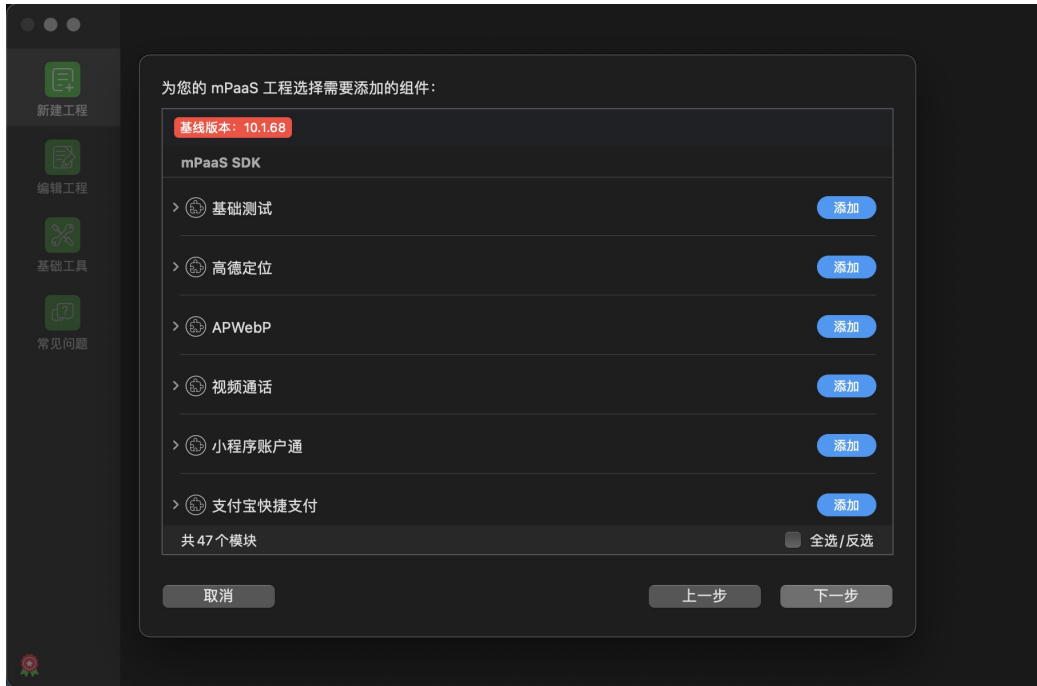 新建工程
编辑工程
基础工具
常见问题
为您的 mPaaS 工程选择需要添加的组件：
基线版本：10.1.68
mPaaS SDK
基础测试 添加
高德定位 添加
APWebP 添加
视频通话 添加
小程序账户通 添加
支付宝快捷支付 添加
共47个模块 全选/反选
取消 上一步 下一步